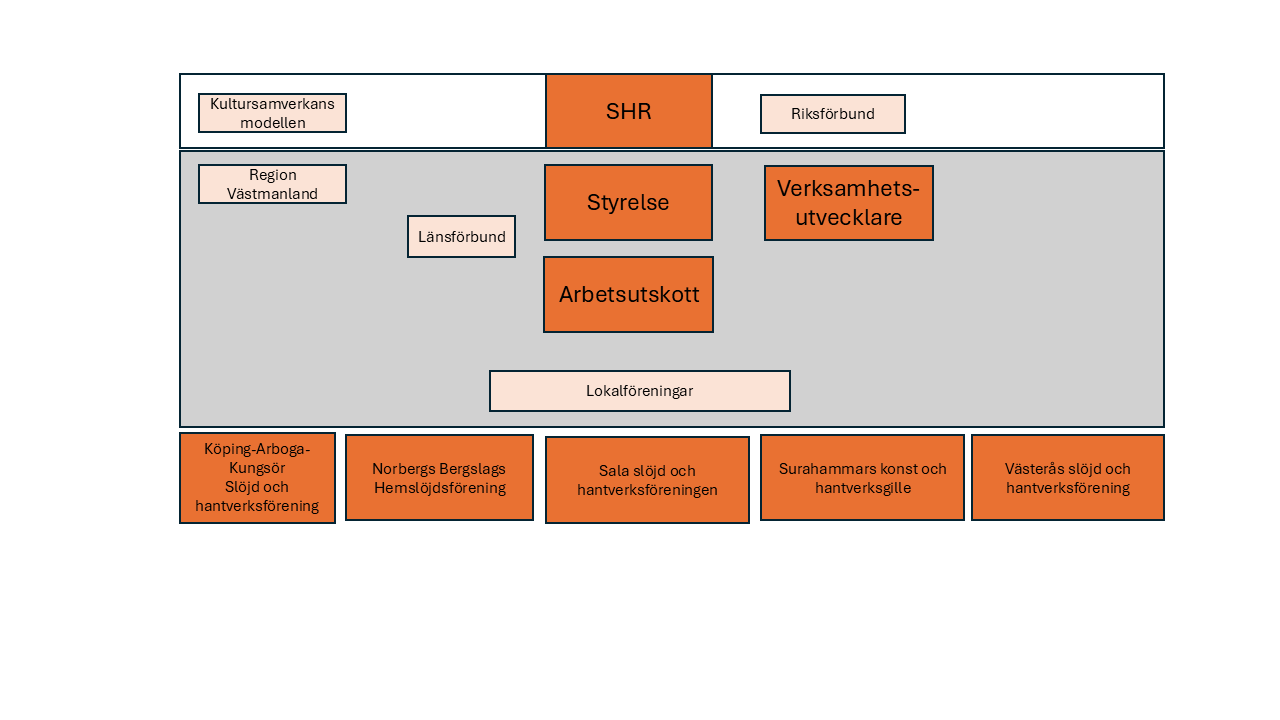 Kultursamverkans
modellen
SHR
Riksförbund
Region
Västmanland
Styrelse
Verksamhets-
utvecklare
Länsförbund
Arbetsutskott
Lokalföreningar
Köping-Arboga-
Kungsör
Slöjd och
hantverksförening
Norbergs Bergslags
Hemslöjdsförening
Sala slöjd och
hantverksföreningen
Surahammars konst och
hantverksgille
Västerås slöjd och
hantverksförening